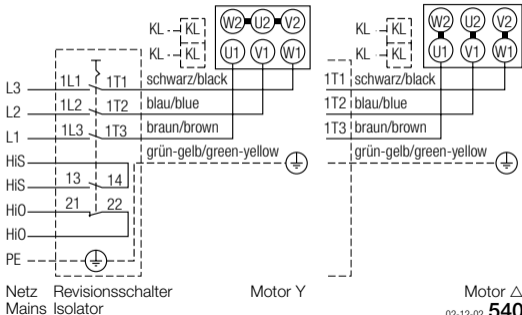 KL KL W2 U2 V2 KL KL W2 U2 V2
KL KL U1 V1 W1 KL KL U1 V1 W1
L3 1L1 1T1 schwarz/black 1T1 schwarz/black
L2 1L2 1T2 blau/blue 1T2 blau/blue
L1 1L3 1T3 braun/brown 1T3 braun/brown
HiS grün-gelb/green-yellow grün-gelb/green-yellow
HiS 13 14
HiO 21 22
HiO
PE
Netz Revisionsschalter Motor Y Motor △
Mains Isolator 02-12-02 540